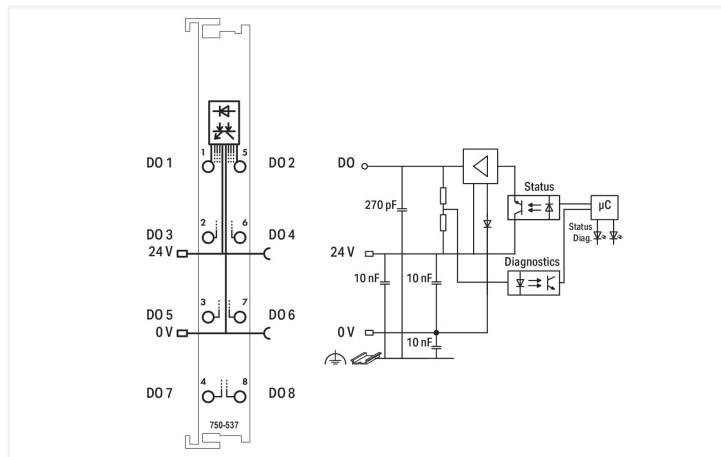 DO 1
1
5
DO 2
DO 3
2
6
DO 4
24 V
DO 5
3
7
DO 6
0 V
DO 7
4
8
DO 8
750-537
DO
270 pF
Status
µC
Status
Diag.
24 V
Diagnostics
10 nF
10 nF
0 V
10 nF